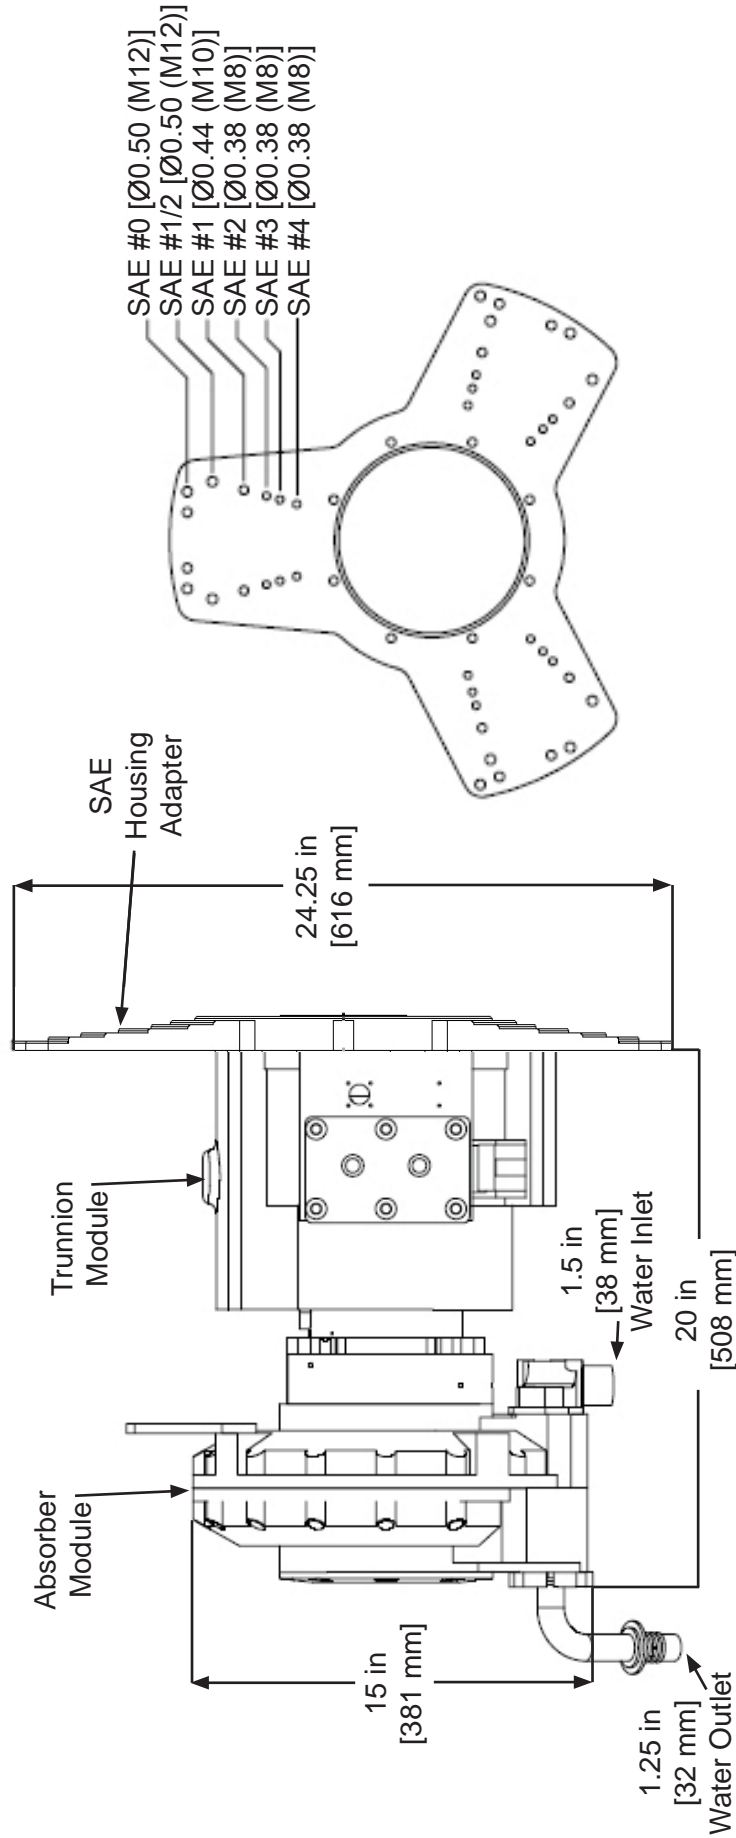 Absorber
Module
Trunnion
Module
SAE
Housing
Adapter
SAE #0 [Ø0.50 (M12)]
SAE #1/2 [Ø0.50 (M12)]
SAE #1 [Ø0.44 (M10)]
SAE #2 [Ø0.38 (M8)]
SAE #3 [Ø0.38 (M8)]
SAE #4 [Ø0.38 (M8)]
24.25 in
[616 mm]
15 in
[381 mm]
1.5 in
[38 mm]
Water Inlet
20 in
[508 mm]
1.25 in
[32 mm]
Water Outlet